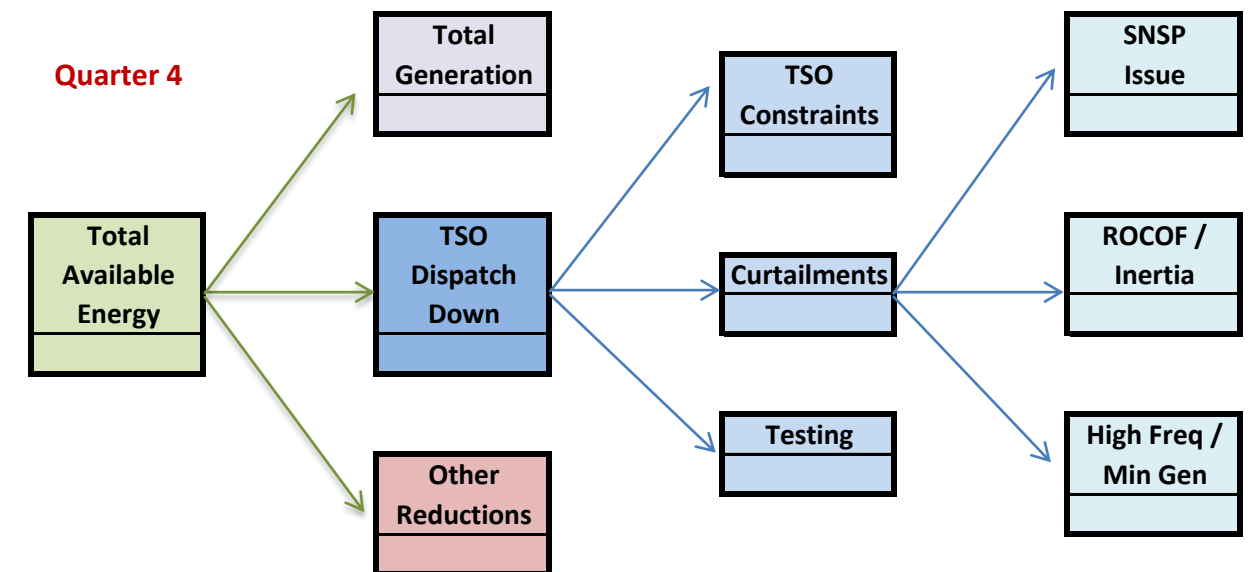 Quarter 4
Total
Available
Energy
Total
Generation
TSO
Dispatch
Down
Other
Reductions
TSO
Constraints
Curtailments
Testing
SNSP
Issue
ROCOF /
Inertia
High Freq /
Min Gen